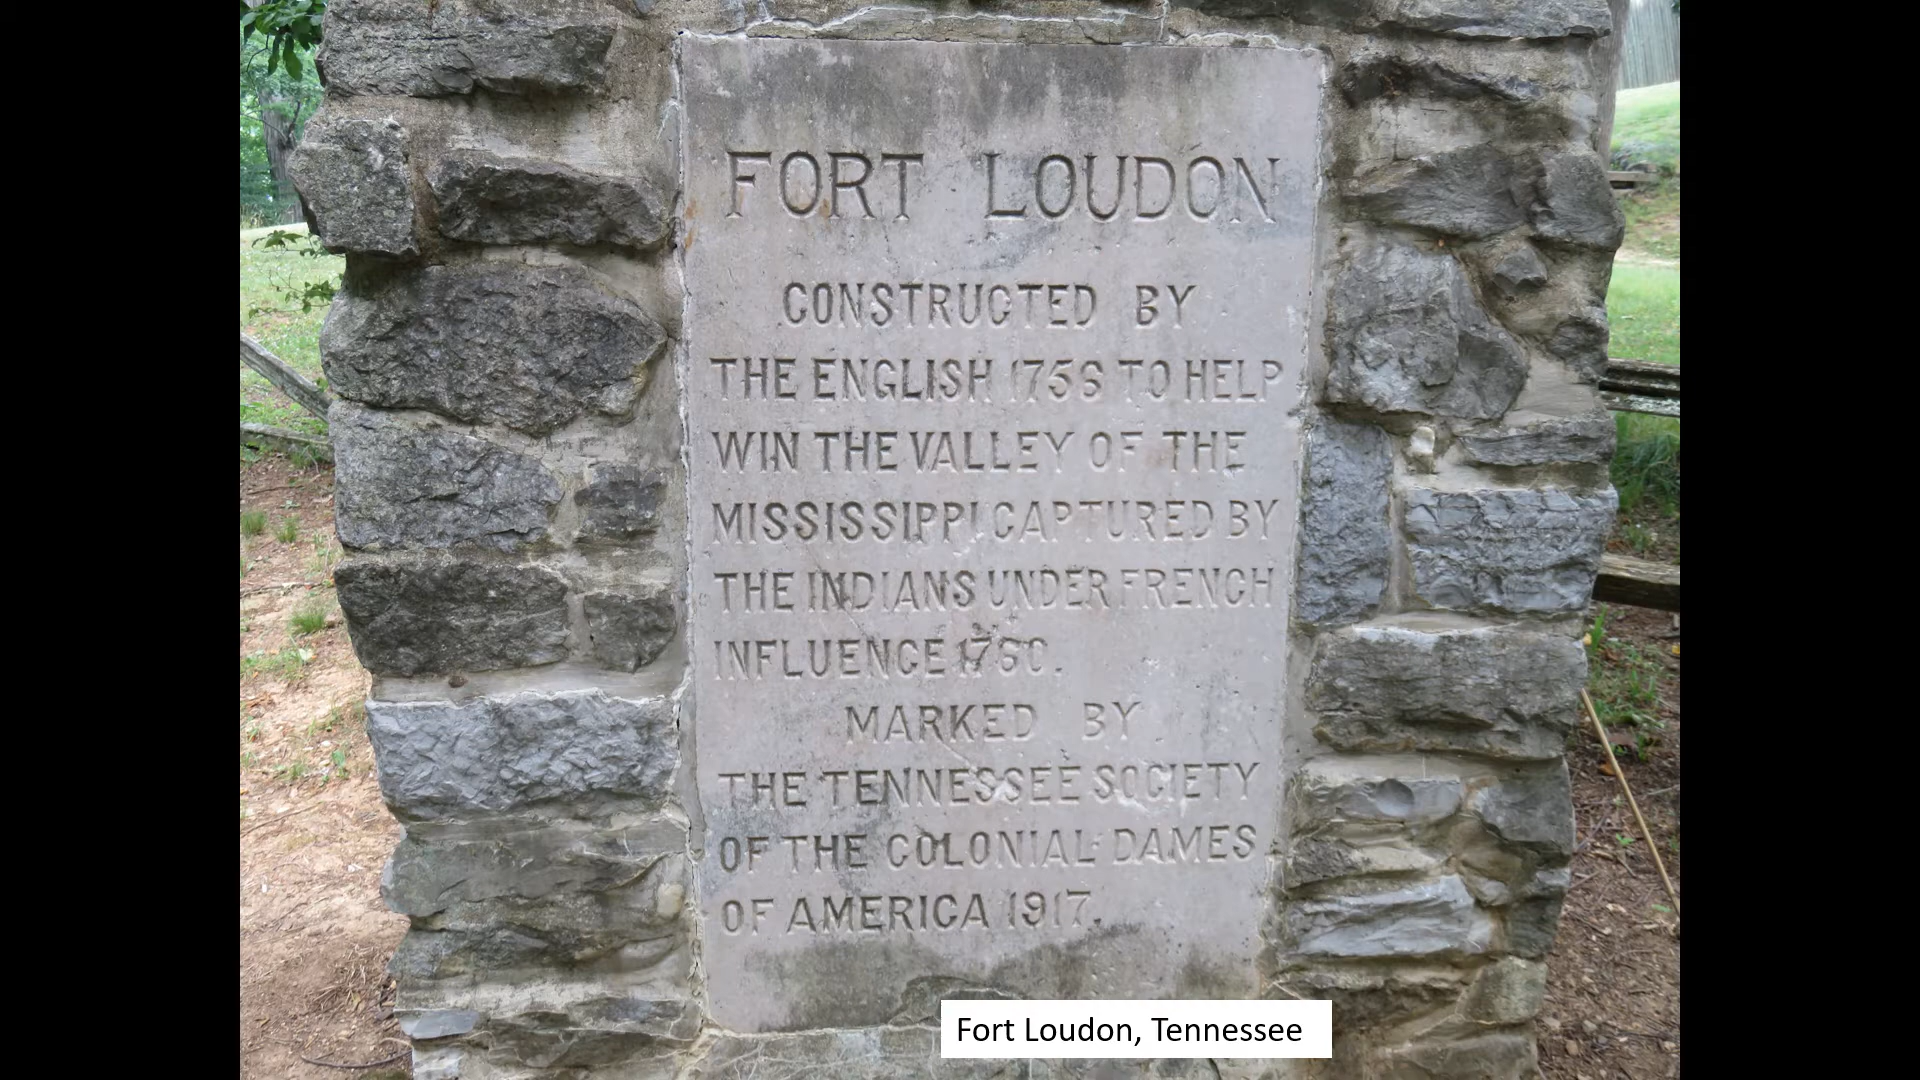 FORT LOUDON
CONSTRUCTED BY
THE ENGLISH 1756 TO HELP
WIN THE VALLEY OF THE
MISSISSIPPI. CAPTURED BY
THE INDIANS UNDER FRENCH
INFLUENCE 1760.
MARKED BY
THE TENNESSEE SOCIETY
OF THE COLONIAL DAMES
OF AMERICA 1917.
Fort Loudon, Tennessee